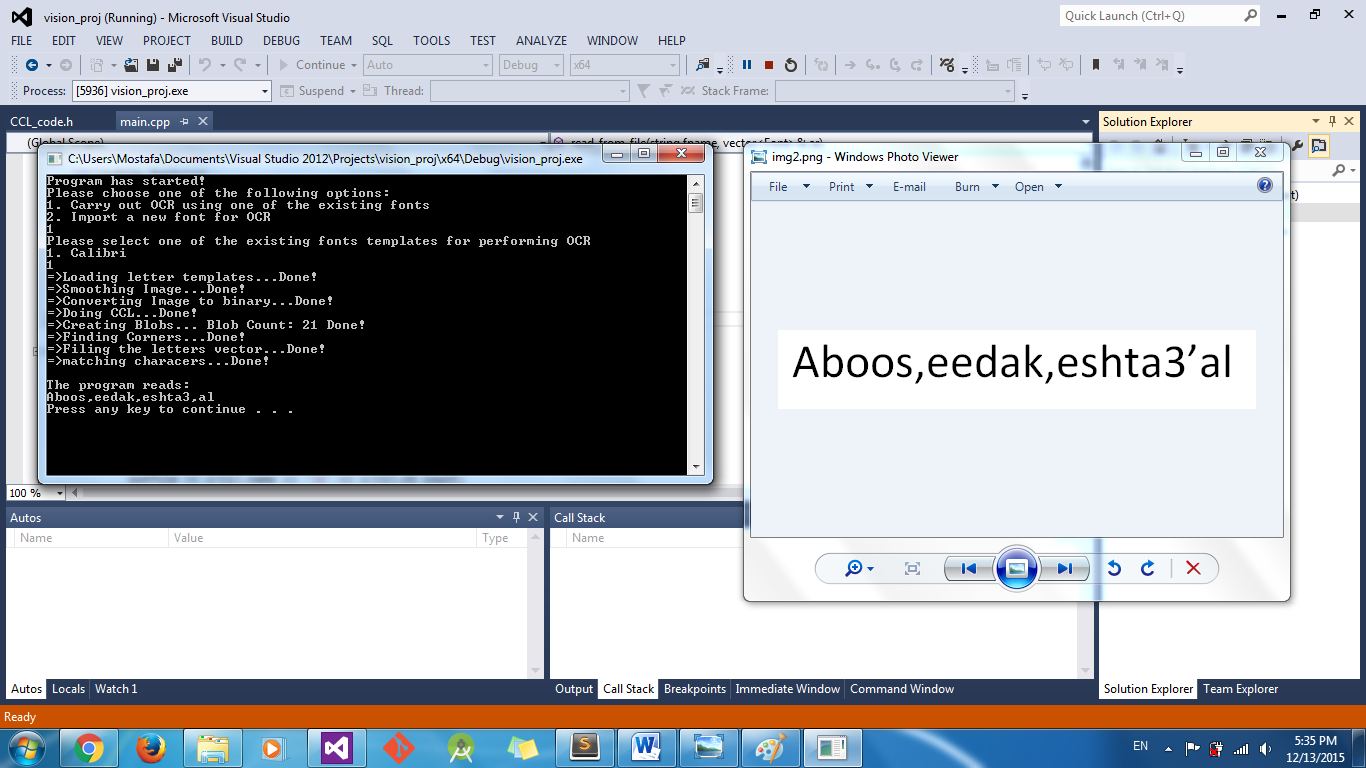 vision_proj (Running) - Microsoft Visual Studio
Quick Launch (Ctrl+Q)
FILE EDIT VIEW PROJECT BUILD DEBUG TEAM SQL TOOLS TEST ANALYZE WINDOW HELP
Continue Auto Debug x64
Process: [5936] vision_proj.exe Suspend Thread: Stack Frame:
CCL_code.h main.cpp Solution Explorer
C:\Users\Mostafa\Documents\Visual Studio 2012\Projects\vision_proj\x64\Debug\vision_proj.exe
Program has started!
Please choose one of the following options:
1. Carry out OCR using one of the existing fonts
2. Import a new font for OCR
1
Please select one of the existing fonts templates for performing OCR
1. Calibri
1
=>Loading letter templates...Done!
=>Smoothing Image...Done!
=>Converting Image to binary...Done!
=>Doing CCL...Done!
=>Creating Blobs... Blob Count: 21 Done!
=>Finding Corners...Done!
=>Filing the letters vector...Done!
=>matching characers...Done!
The program reads:
Aboos,eedak,eshta3,al
Press any key to continue . . .
img2.png - Windows Photo Viewer
File Print E-mail Burn Open
Aboos,eedak,eshta3’al
100 %
Autos
Name Value Type
Call Stack
Name
Autos Locals Watch 1
Output Call Stack Breakpoints Immediate Window Command Window
Solution Explorer Team Explorer
Ready
EN
5:35 PM
12/13/2015